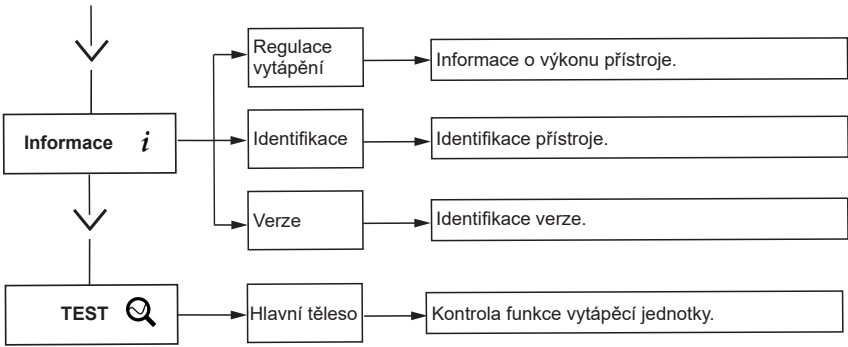 Regulace
vytápění
Informace o výkonu přístroje.
Informace i
Identifikace
Identifikace přístroje.
Verze
Identifikace verze.
TEST
Hlavní těleso
Kontrola funkce vytápěcí jednotky.